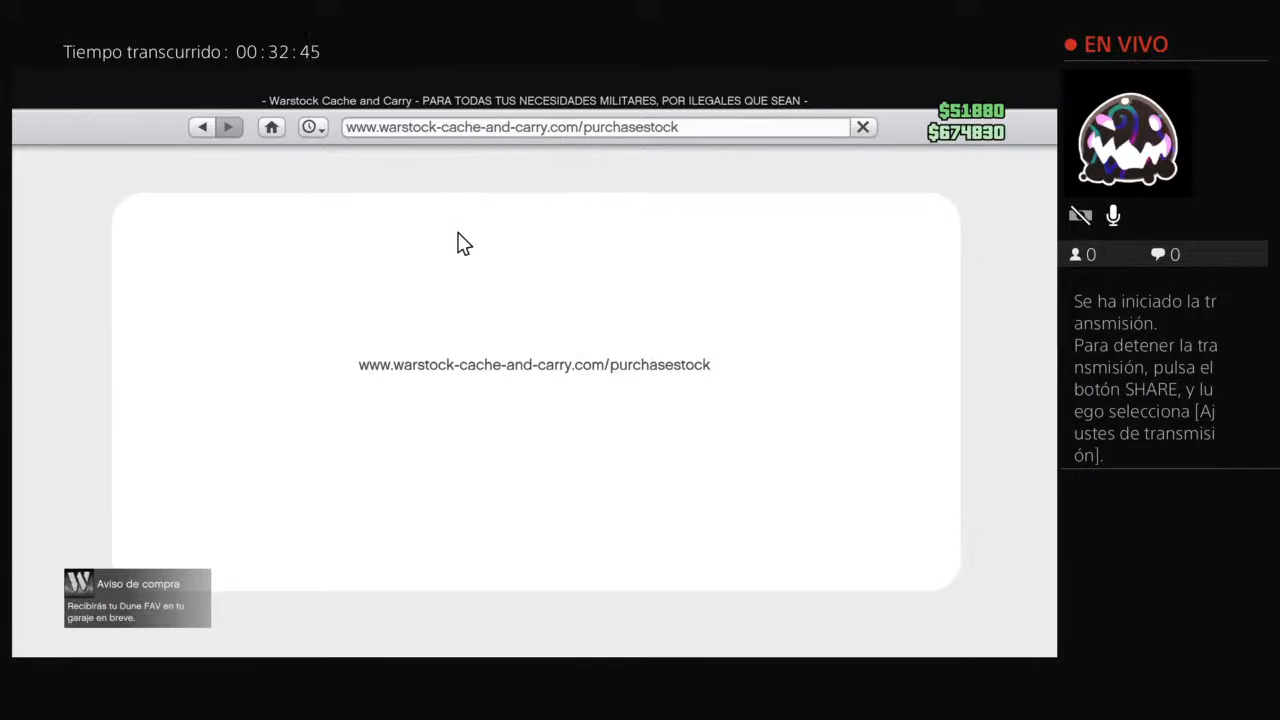 Tiempo transcurrido: 00:32:45
EN VIVO
- Warstock Cache and Carry - PARA TODAS TUS NECESIDADES MILITARES, POR ILEGALES QUE SEAN -
www.warstock-cache-and-carry.com/purchasestock
$51880
$674830
0
0
Se ha iniciado la tr
ansmisión.
Para detener la tra
nsmisión, pulsa el
botón SHARE, y lu
ego selecciona [Aj
ustes de transmisi
ón].
www.warstock-cache-and-carry.com/purchasestock
W Aviso de compra
Recibirás tu Dune FAV en tu
garaje en breve.